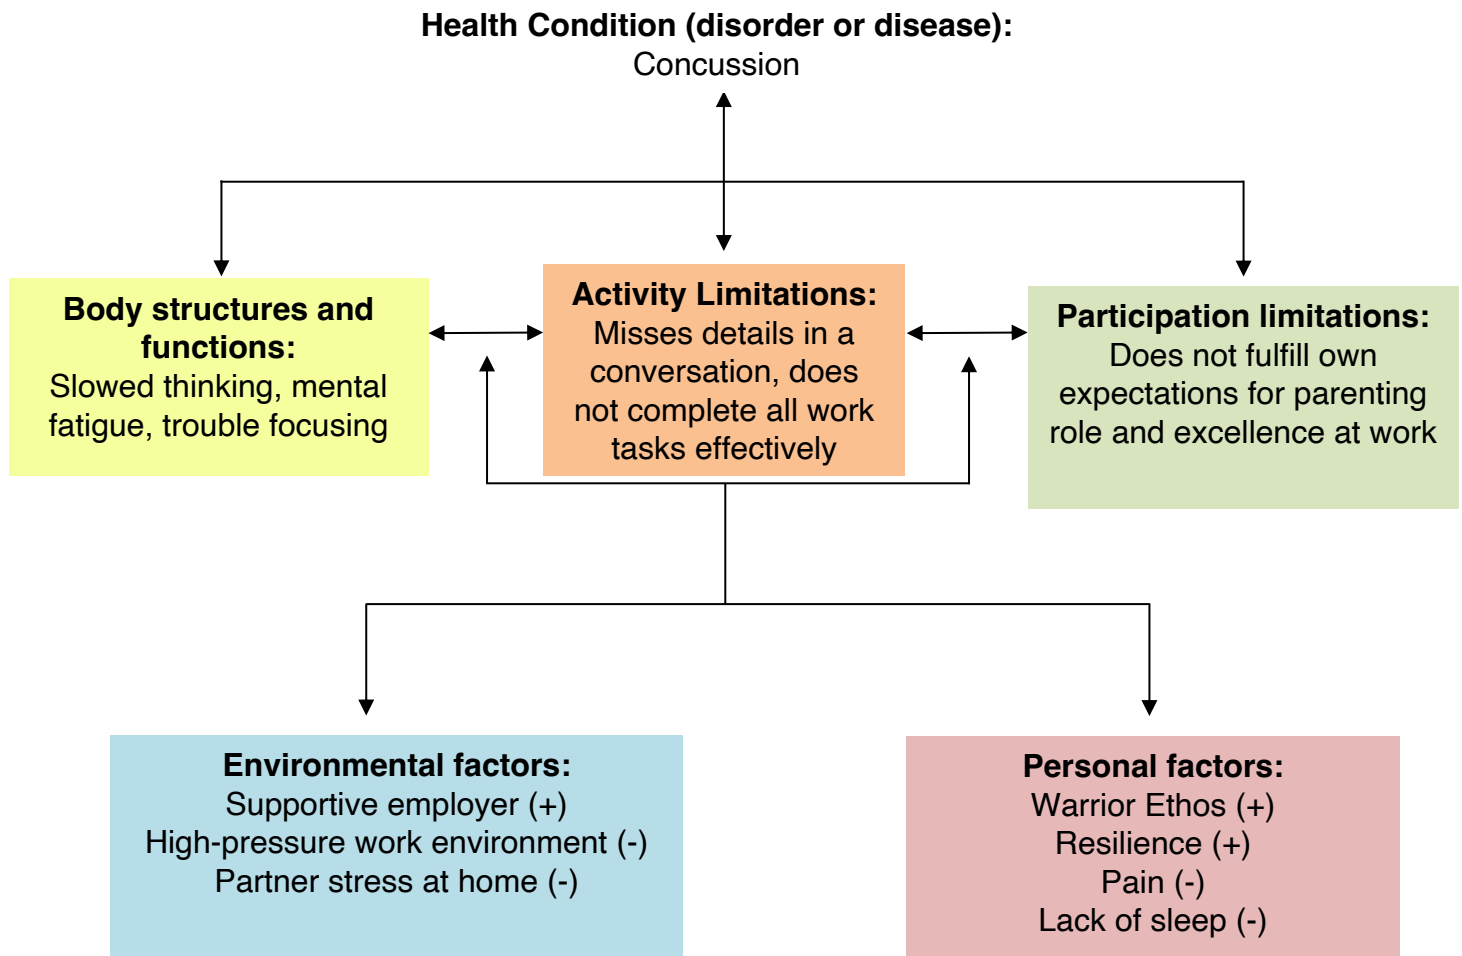 Health Condition (disorder or disease):
Concussion
Body structures and
functions:
Slowed thinking, mental
fatigue, trouble focusing
Activity Limitations:
Misses details in a
conversation, does
not complete all work
tasks effectively
Participation limitations:
Does not fulfill own
expectations for parenting
role and excellence at work
Environmental factors:
Supportive employer (+)
High-pressure work environment (-)
Partner stress at home (-)
Personal factors:
Warrior Ethos (+)
Resilience (+)
Pain (-)
Lack of sleep (-)